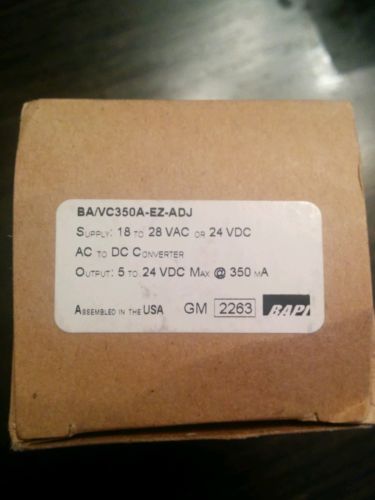 BA/VC350A-EZ-ADJ
SUPPLY: 18 TO 28 VAC OR 24 VDC
AC TO DC CONVERTER
OUTPUT: 5 TO 24 VDC MAX @ 350 MA
ASSEMBLED IN THE USA GM 2263 BAPI